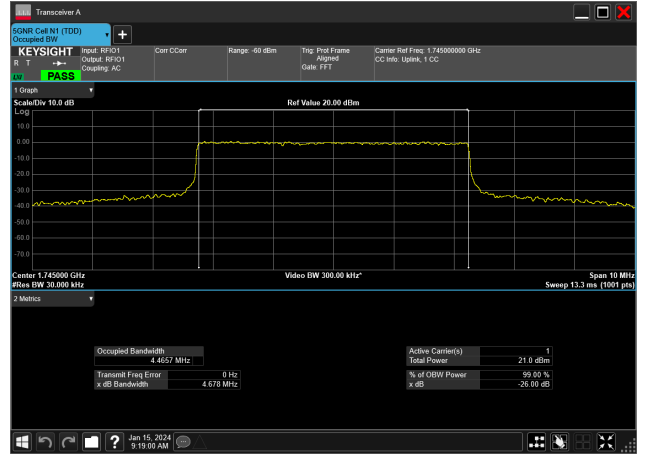 Transceiver A
5GNR Cell N1 (TDD)
Occupied BW
KEYSIGHT
R T
PASS
Input: RFIO1
Output: RFIO1
Coupling: AC
Corr CCorr
Range: -60 dBm
Trig: Prot Frame
Aligned
Gate: FFT
Carrier Ref Freq: 1.745000000 GHz
CC Info: Uplink, 1 CC
1 Graph
Scale/Div 10.0 dB
Ref Value 20.00 dBm
Log
10.0
0.00
-10.0
-20.0
-30.0
-40.0
-50.0
-60.0
-70.0
Center 1.745000 GHz
Video BW 300.00 kHz*
Span 10 MHz
#Res BW 30.000 kHz
Sweep 13.3 ms (1001 pts)
2 Metrics
Occupied Bandwidth
4.4657 MHz
Active Carrier(s) 1
Total Power 21.0 dBm
Transmit Freq Error 0 Hz
x dB Bandwidth 4.678 MHz
% of OBW Power 99.00 %
x dB -26.00 dB
?
Jan 15, 2024
9:19:00 AM